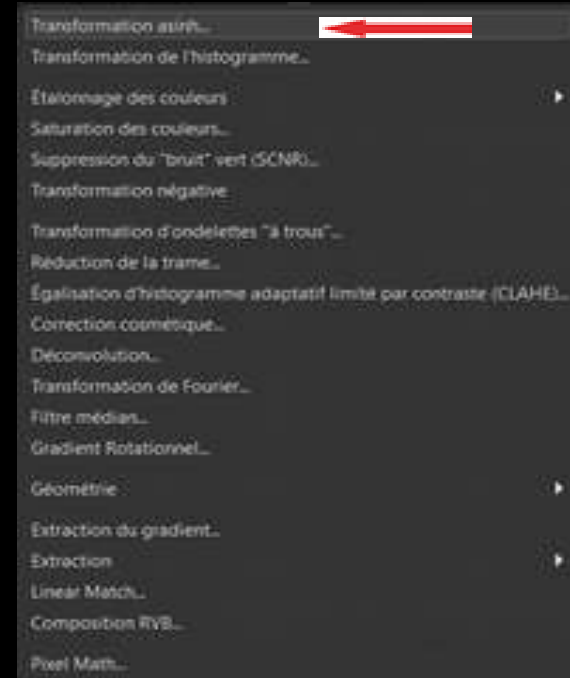 Transformation asinh...
Transformation de l'histogramme...
Étalonnage des couleurs
Saturation des couleurs...
Suppression du "bruit" vert (SCNR)...
Transformation négative
Transformation d'ondelettes "à trous"...
Réduction de la trame...
Égalisation d'histogramme adaptatif limité par contraste (CLAHE)...
Correction cosmétique...
Déconvolution...
Transformation de Fourier...
Filtre médian...
Gradient Rotationnel...
Géométrie
Extraction du gradient...
Extraction
Linear Match...
Composition RVB...
Pixel Math...